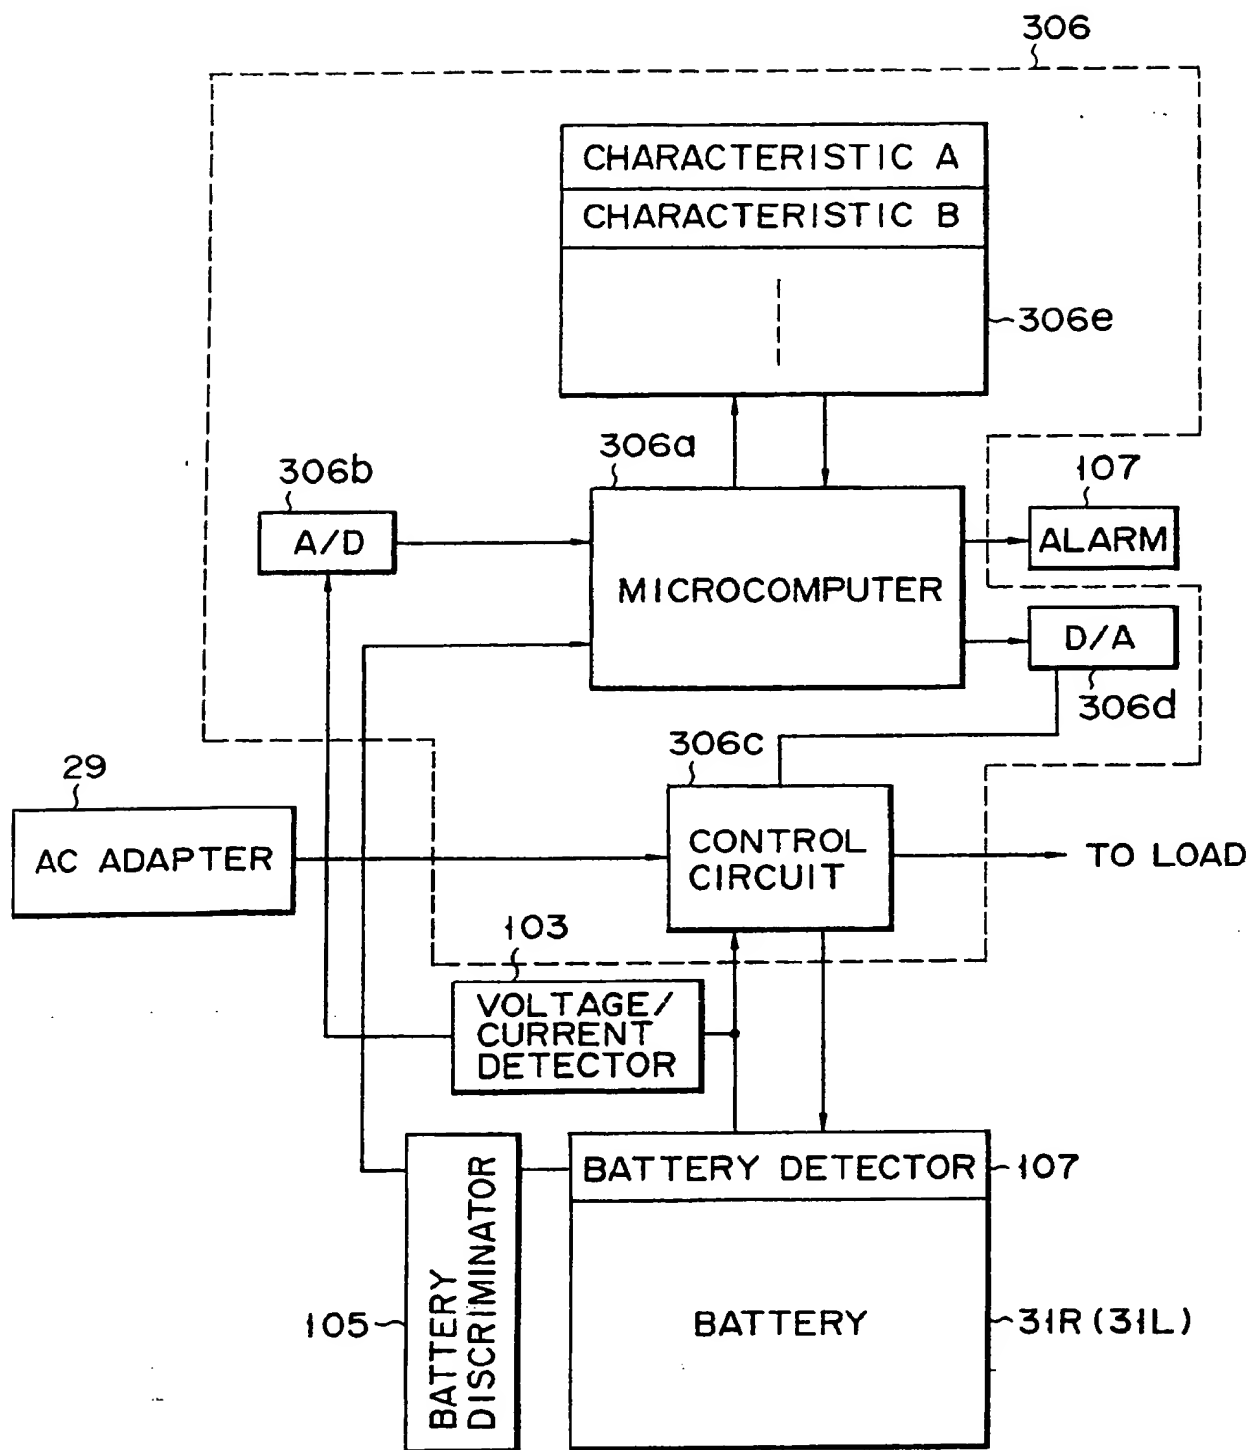 306
CHARACTERISTIC A
CHARACTERISTIC B
306e
306a
306b
107
A/D
ALARM
MICROCOMPUTER
D/A
306d
306c
29
AC ADAPTER
CONTROL
CIRCUIT
TO LOAD
103
VOLTAGE/
CURRENT
DETECTOR
BATTERY DETECTOR
107
BATTERY
DISCRIMINATOR
105
BATTERY
31R (31L)